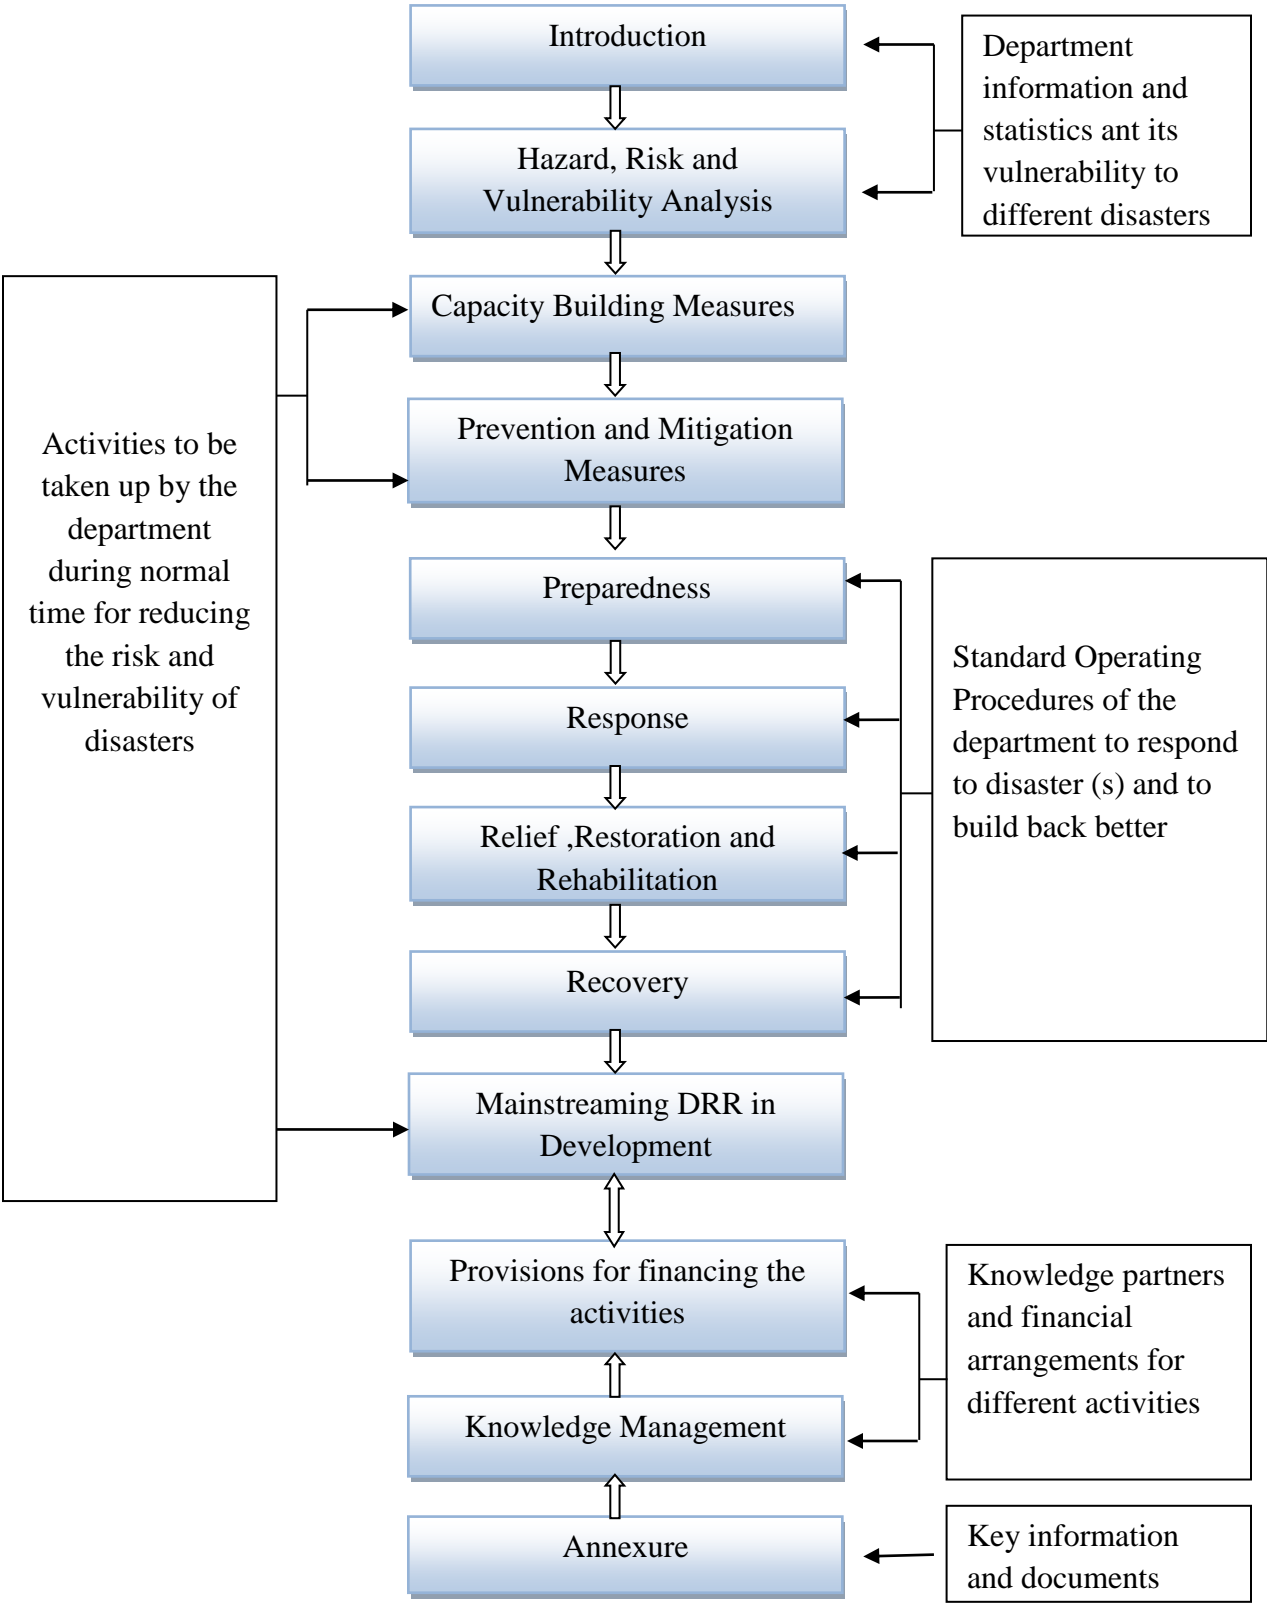 Introduction
Department
information and
statistics ant its
vulnerability to
different disasters
Hazard, Risk and
Vulnerability Analysis
Capacity Building Measures
Prevention and Mitigation
Measures
Activities to be
taken up by the
department
during normal
time for reducing
the risk and
vulnerability of
disasters
Preparedness
Response
Relief ,Restoration and
Rehabilitation
Recovery
Standard Operating
Procedures of the
department to respond
to disaster (s) and to
build back better
Mainstreaming DRR in
Development
Provisions for financing the
activities
Knowledge Management
Knowledge partners
and financial
arrangements for
different activities
Annexure
Key information
and documents